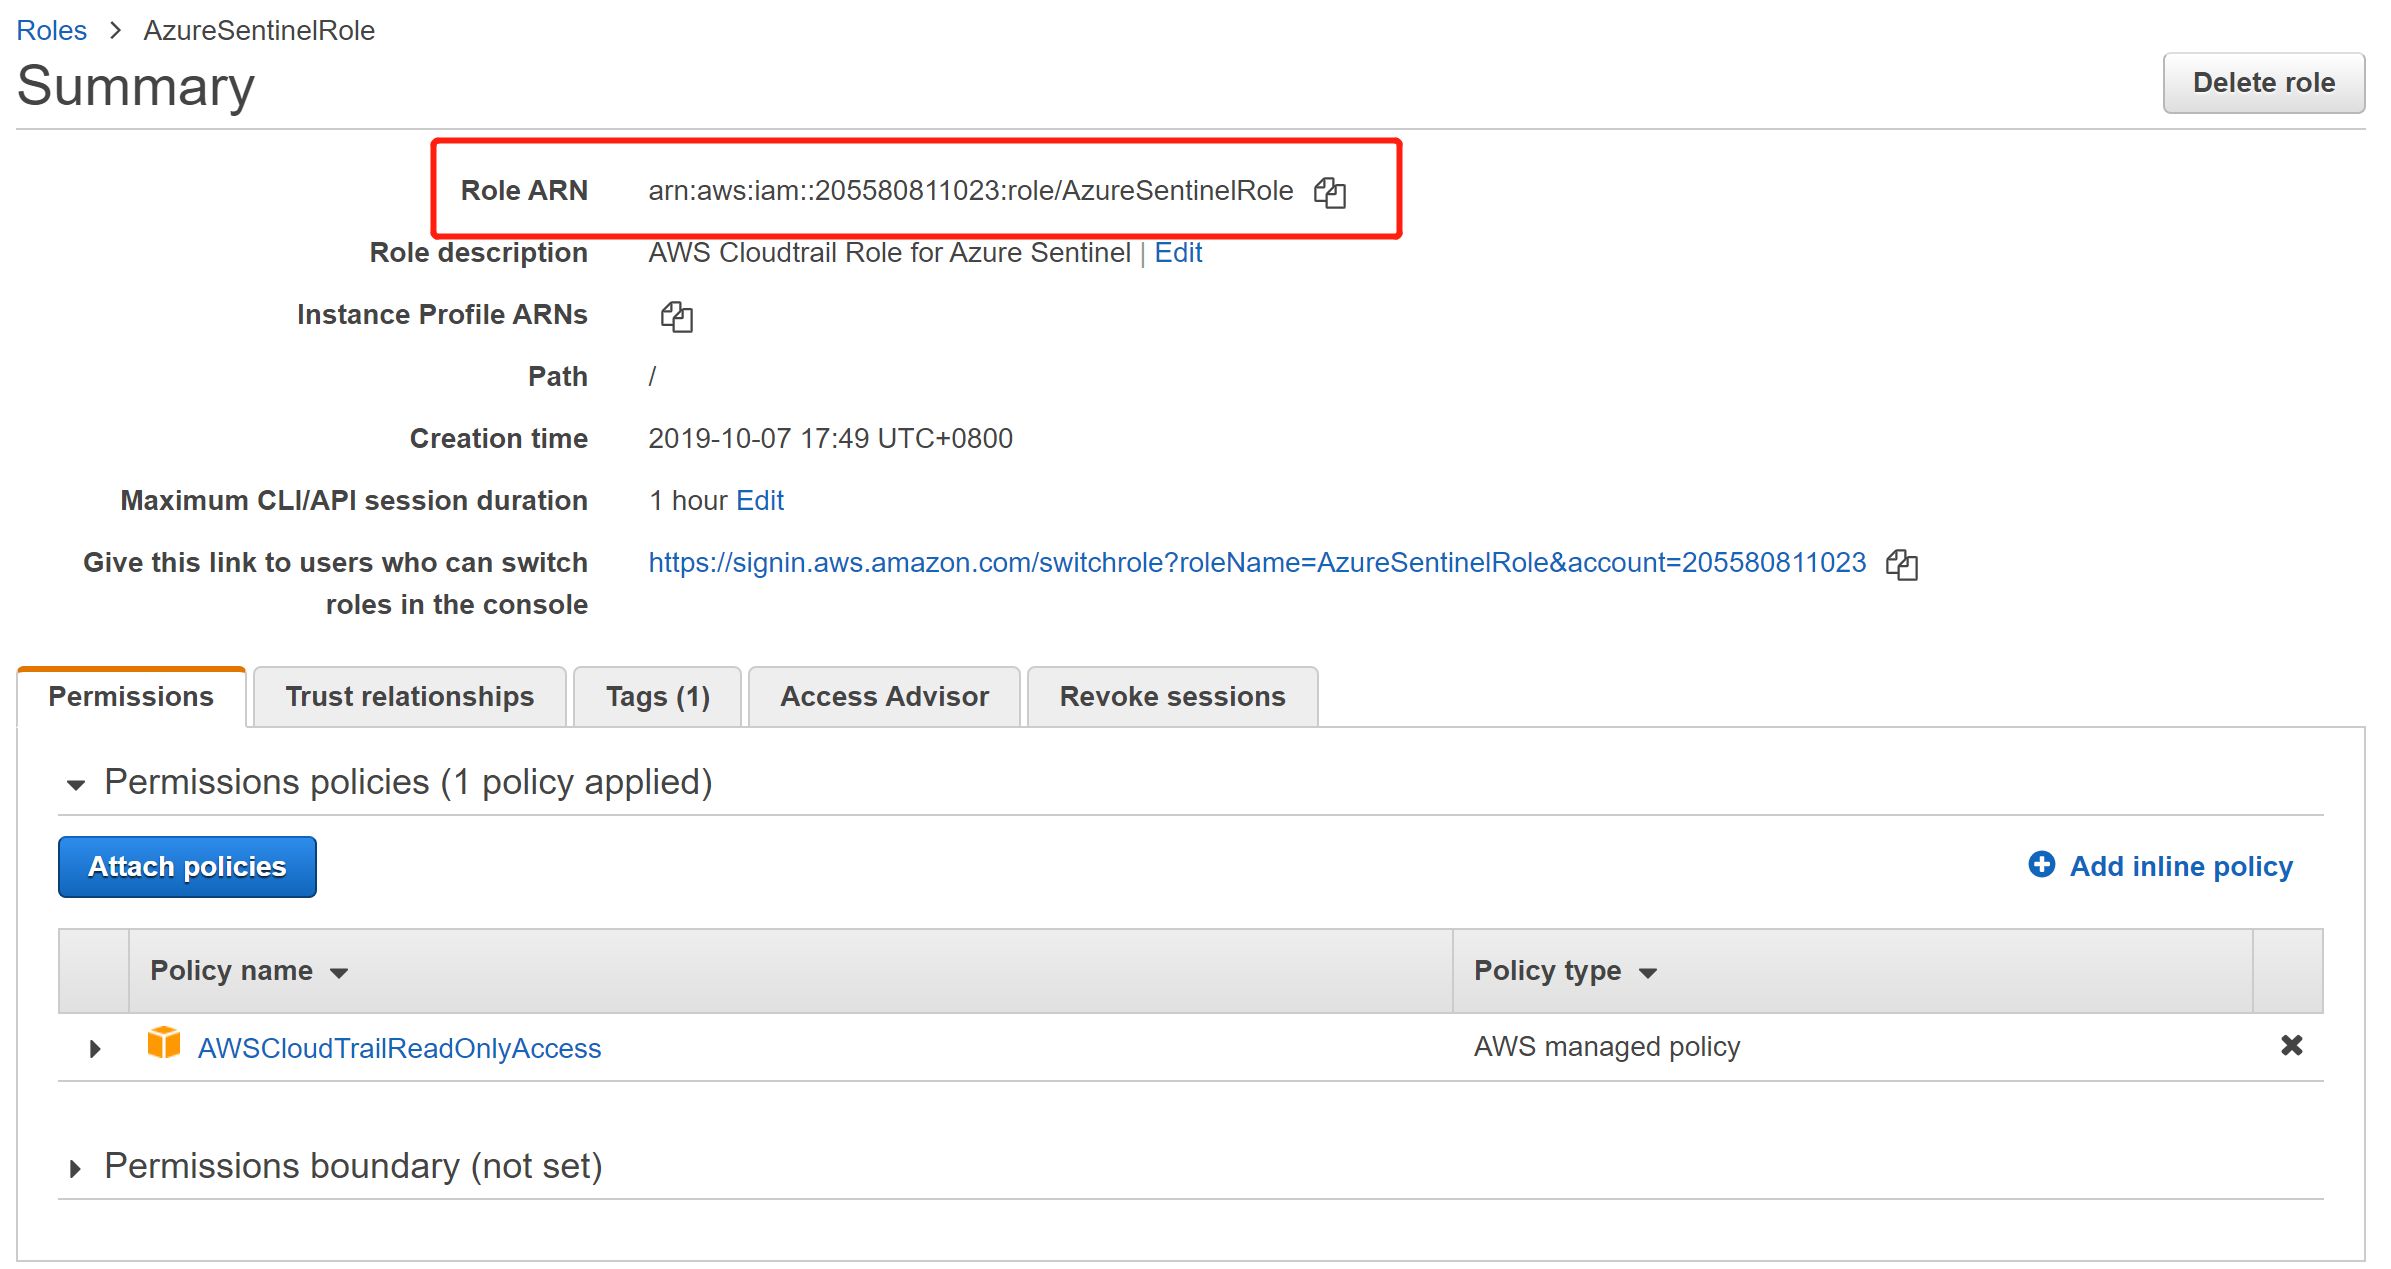 Roles > AzureSentinelRole
Summary
Delete role
Role ARN arn:aws:iam::205580811023:role/AzureSentinelRole
Role description AWS Cloudtrail Role for Azure Sentinel | Edit
Instance Profile ARNs
Path /
Creation time 2019-10-07 17:49 UTC+0800
Maximum CLI/API session duration 1 hour Edit
Give this link to users who can switch https://signin.aws.amazon.com/switchrole?roleName=AzureSentinelRole&account=205580811023
roles in the console
Permissions Trust relationships Tags (1) Access Advisor Revoke sessions
Permissions policies (1 policy applied)
Attach policies Add inline policy
Policy name Policy type
AWSCloudTrailReadOnlyAccess AWS managed policy
Permissions boundary (not set)